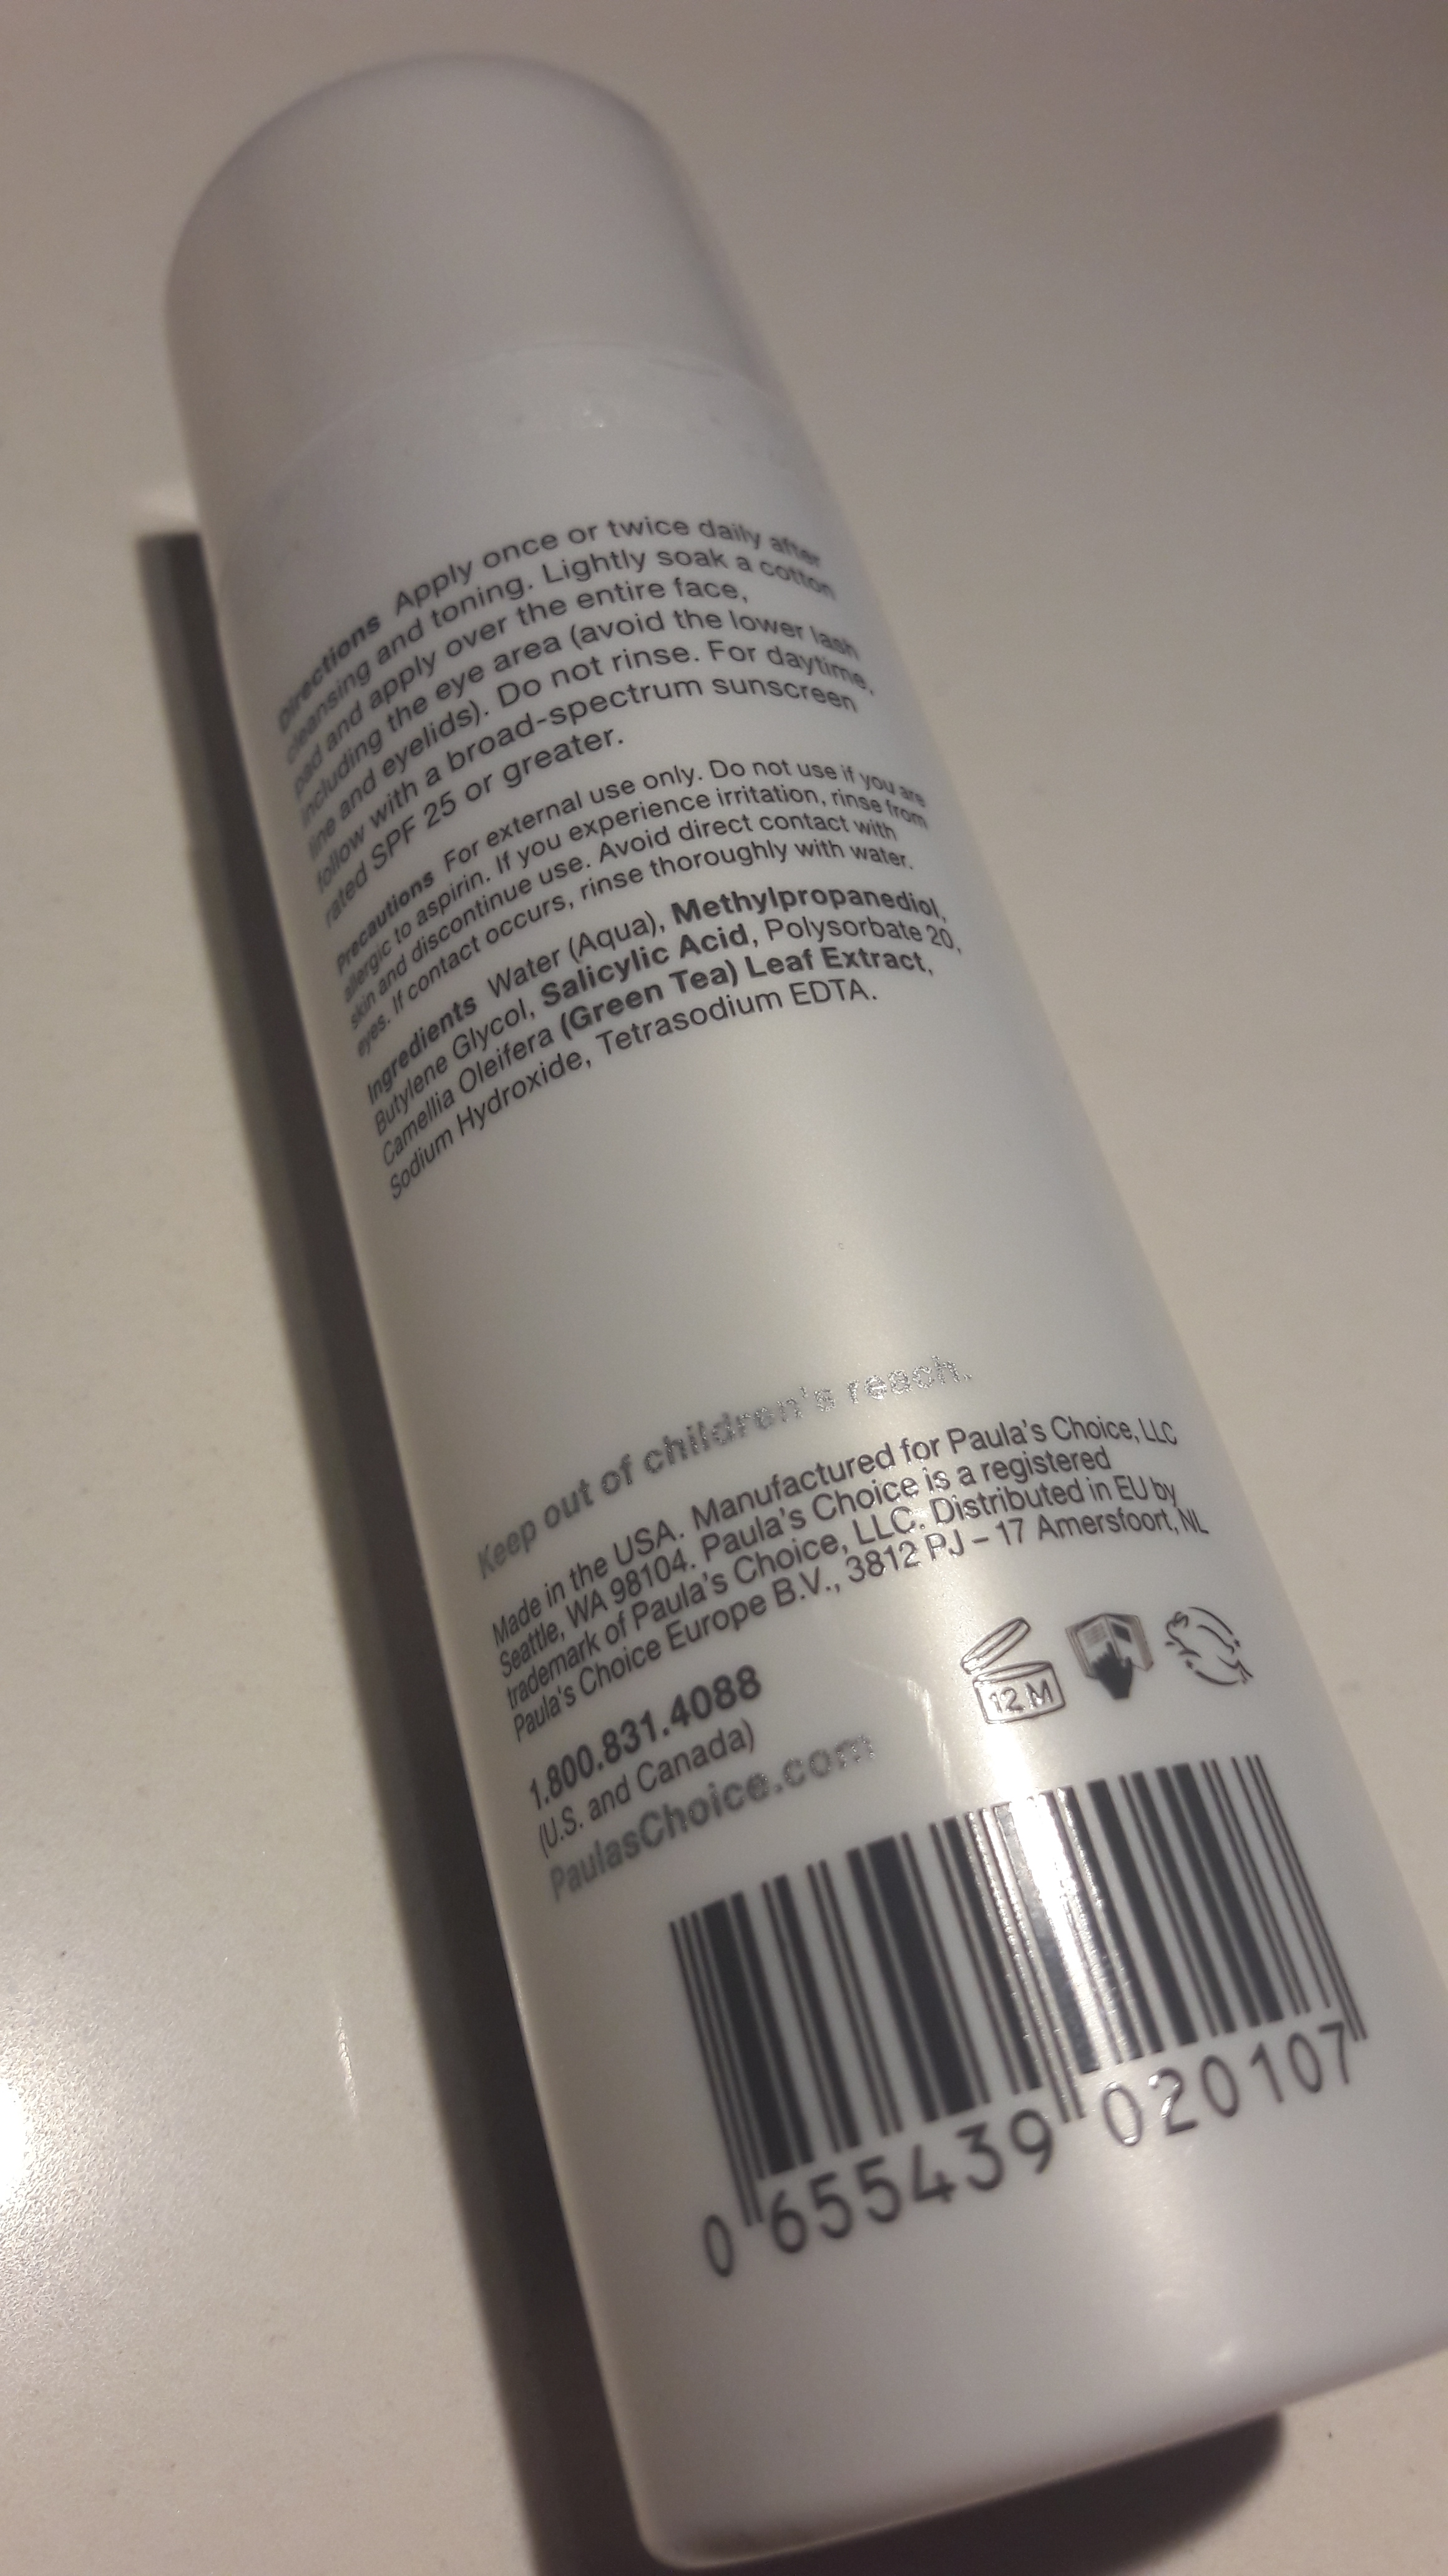 Directions Apply once or twice daily after
cleansing and toning. Lightly soak a cotton
pad and apply over the entire face,
including the eye area (avoid the lower lash
line and eyelids). Do not rinse. For daytime,
follow with a broad-spectrum sunscreen
rated SPF 25 or greater.
Precautions For external use only. Do not use if you are
allergic to aspirin. If you experience irritation, rinse from
skin and discontinue use. Avoid direct contact with
eyes. If contact occurs, rinse thoroughly with water.
Ingredients Water (Aqua), Methylpropanediol,
Butylene Glycol, Salicylic Acid, Polysorbate 20,
Camellia Oleifera (Green Tea) Leaf Extract,
Sodium Hydroxide, Tetrasodium EDTA.
Keep out of children's reach.
Made in the USA. Manufactured for Paula's Choice, LLC
Seattle, WA 98104. Paula's Choice is a registered
trademark of Paula's Choice, LLC. Distributed in EU by
Paula's Choice Europe B.V., 3812 PJ – 17 Amersfoort, NL
1.800.831.4088
(U.S. and Canada)
PaulasChoice.com
12 M
0 655439 020107